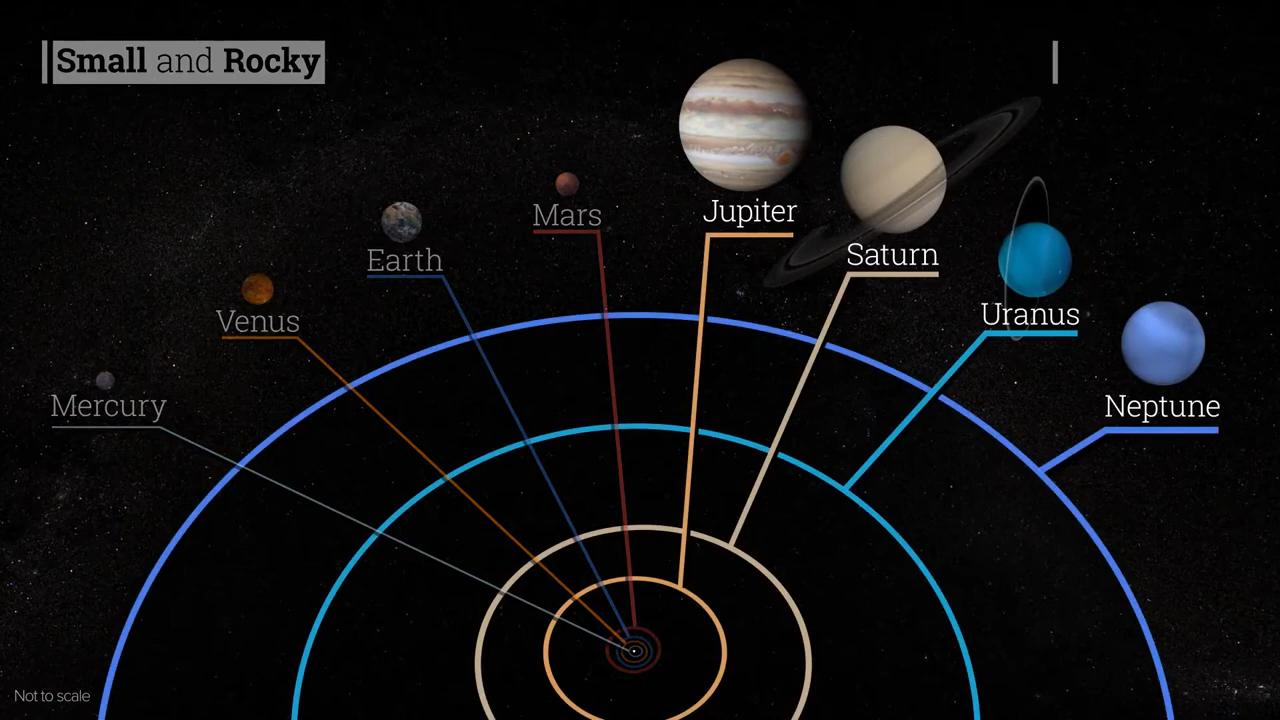 Small and Rocky
Mercury
Venus
Earth
Mars
Jupiter
Saturn
Uranus
Neptune
Not to scale